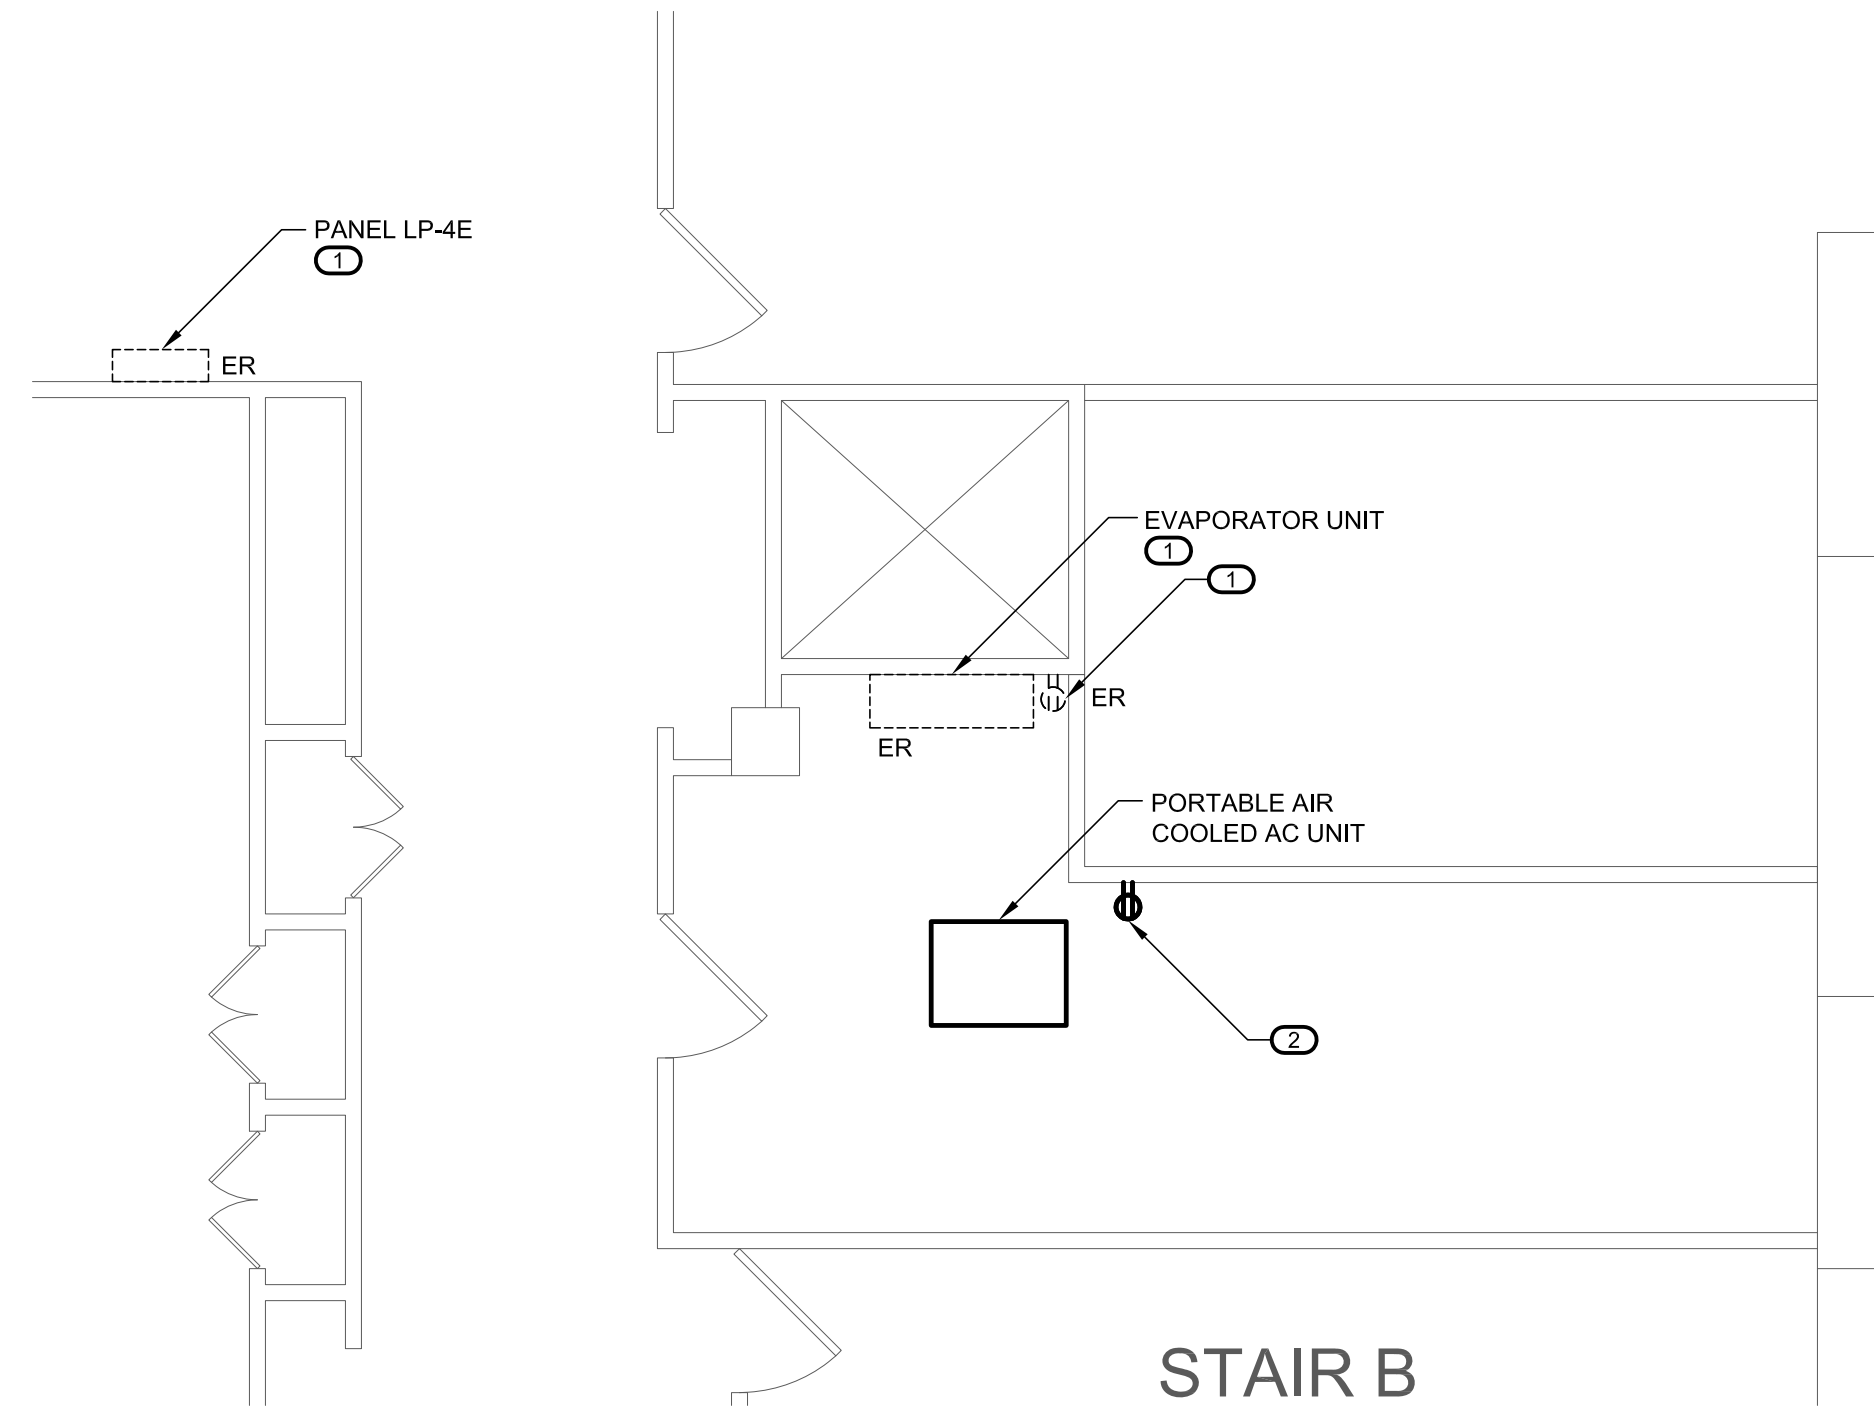 PANEL LP-4E
1
ER
EVAPORATOR UNIT
1
1
ER
ER
PORTABLE AIR
COOLED AC UNIT
2
STAIR B